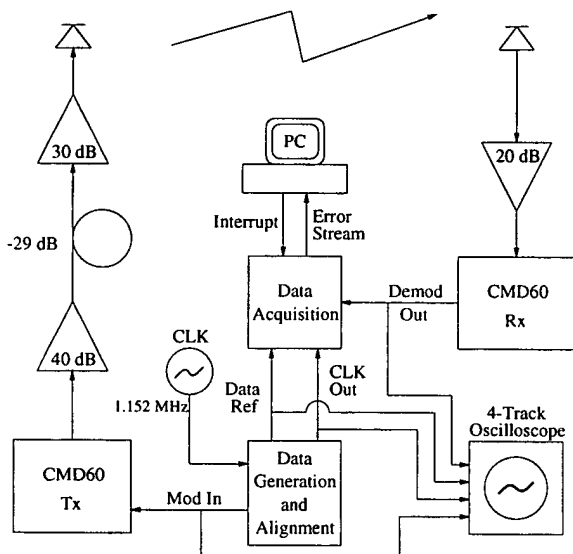 30 dB
PC
20 dB
Interrupt
Error
Stream
-29 dB
Data
Acquisition
Demod
Out
CMD60
Rx
40 dB
CLK
1.152 MHz
Data
Ref
CLK
Out
4-Track
Oscilloscope
CMD60
Tx
Mod In
Data
Generation
and
Alignment